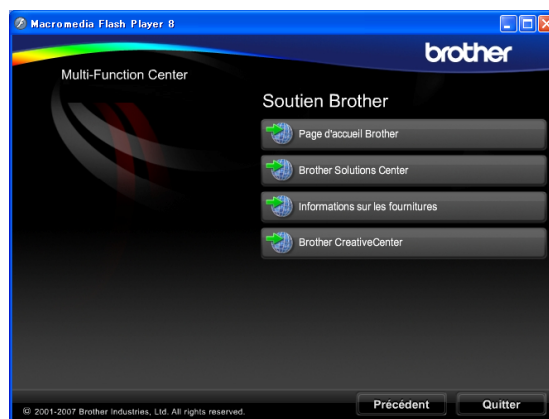 Macromedia Flash Player 8
brother
Multi-Function Center
Soutien Brother
Page d'accueil Brother
Brother Solutions Center
Informations sur les fournitures
Brother CreativeCenter
© 2001-2007 Brother Industries, Ltd. All rights reserved.
Précédent
Quitter